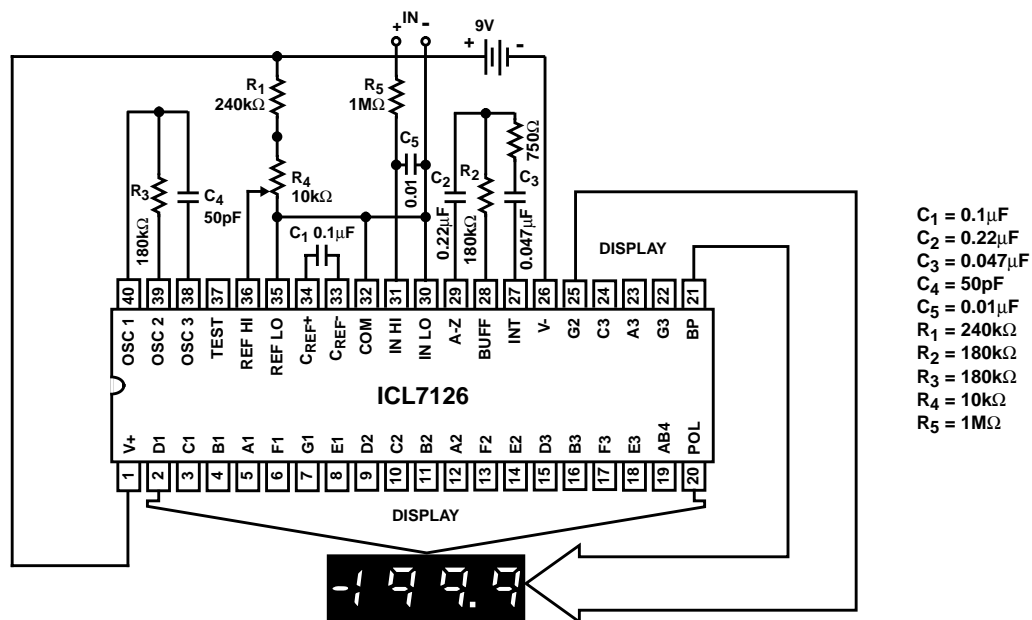 + IN -
9V
+ -
R1
240kΩ
R5
1MΩ
C5
0.01
R4
10kΩ
R3
180kΩ
C4
50pF
C1 0.1µF
C2
0.22µF
R2
180kΩ
750Ω
C3
0.047µF
DISPLAY
40 39 38 37 36 35 34 33 32 31 30 29 28 27 26 25 24 23 22 21
OSC 1 OSC 2 OSC 3 TEST REF HI REF LO CREF+ CREF- COM IN HI IN LO A-Z BUFF INT V- G2 C3 A3 G3 BP
ICL7126
V+ D1 C1 B1 A1 F1 G1 E1 D2 C2 B2 A2 F2 E2 D3 B3 F3 E3 AB4 POL
1 2 3 4 5 6 7 8 9 10 11 12 13 14 15 16 17 18 19 20
DISPLAY
-199.9
C1 = 0.1µF
C2 = 0.22µF
C3 = 0.047µF
C4 = 50pF
C5 = 0.01µF
R1 = 240kΩ
R2 = 180kΩ
R3 = 180kΩ
R4 = 10kΩ
R5 = 1MΩ